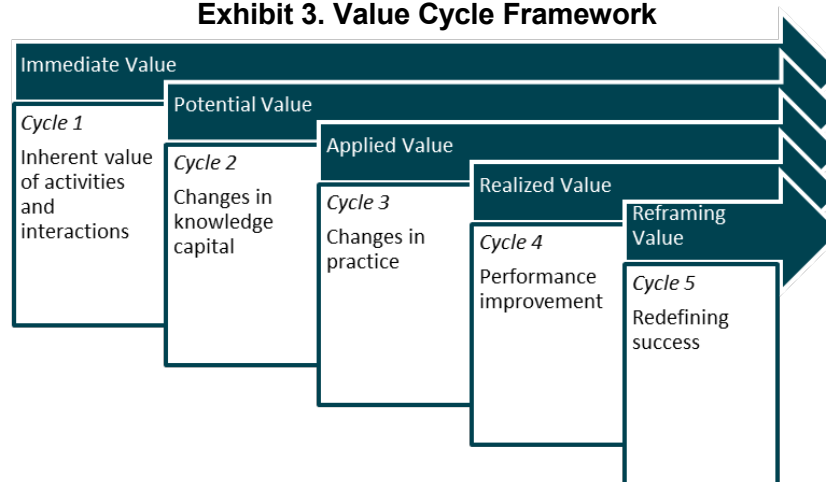 Exhibit 3. Value Cycle Framework
Immediate Value
Cycle 1
Inherent value
of activities
and
interactions
Potential Value
Cycle 2
Changes in
knowledge
capital
Applied Value
Cycle 3
Changes in
practice
Realized Value
Cycle 4
Performance
improvement
Reframing
Value
Cycle 5
Redefining
success